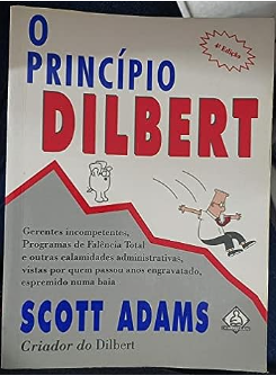 O
PRINCÍPIO
DILBERT
4ª Edição
Gerentes incompetentes,
Programas de Falência Total
e outras calamidades administrativas,
vistas por quem passou anos engravatado,
espremido numa baia
SCOTT ADAMS
Criador do Dilbert